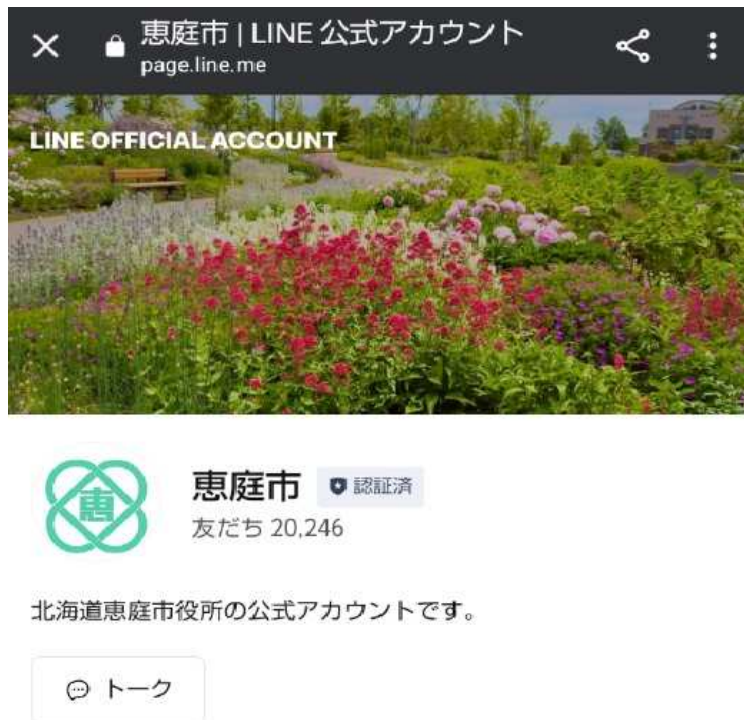 恵庭市 | LINE 公式アカウント
page.line.me
LINE OFFICIAL ACCOUNT
恵
恵庭市 認証済
友だち 20,246
北海道恵庭市役所の公式アカウントです。
トーク